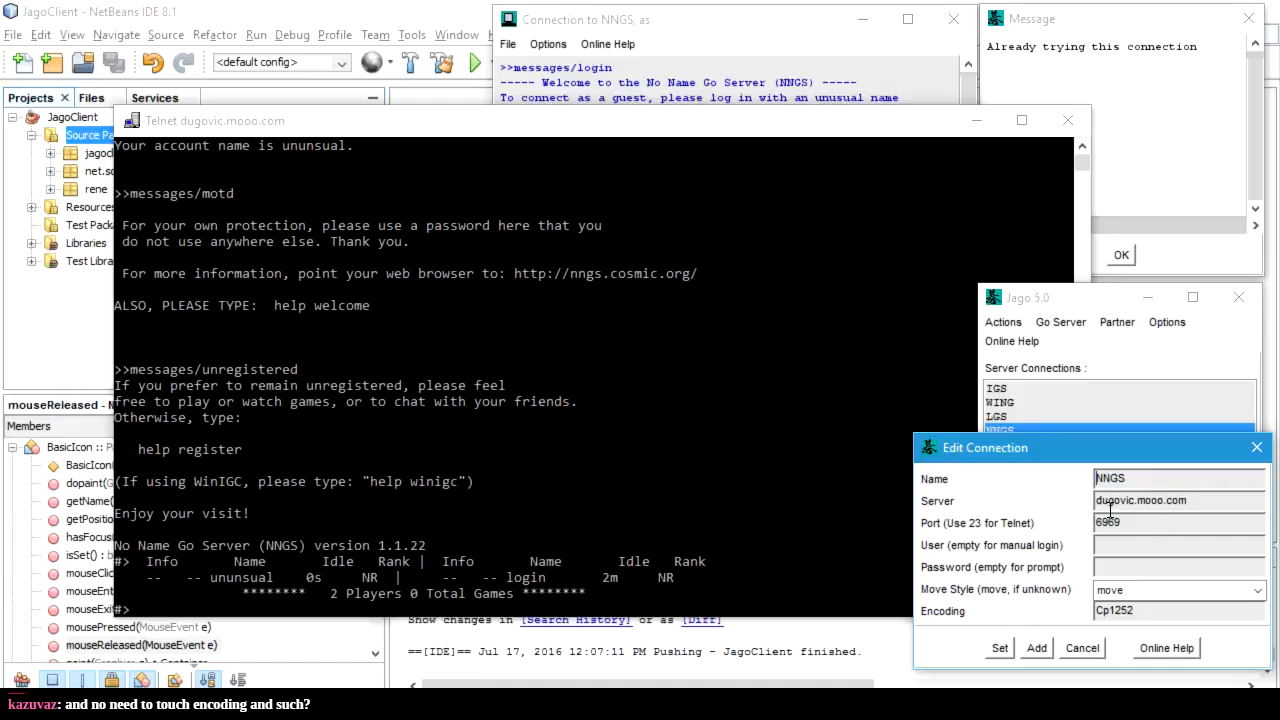 JagoClient - NetBeans IDE 8.1
File Edit View Navigate Source Refactor Run Debug Profile Team Tools Window
<default config>
Projects Files Services
JagoClient
Source Pa
jagocl
net.so
rene
Resources
Test Pack
Libraries
Test Libra
mouseReleased - M
Members
BasicIcon :: P
BasicIcon(
dopaint(G
getName(
getPositio
hasFocus
isSet() : b
mouseClic
mouseEnt
mouseExi
mousePressed(MouseEvent e)
mouseReleased(MouseEvent e)
Connection to NNGS, as
File Options Online Help
>>messages/login
----- Welcome to the No Name Go Server (NNGS) -----
To connect as a guest, please log in with an unusual name
Message
Already trying this connection
OK
Telnet dugovic.mooo.com
Your account name is ununsual.
>>messages/motd
For your own protection, please use a password here that you
do not use anywhere else. Thank you.
For more information, point your web browser to: http://nngs.cosmic.org/
ALSO, PLEASE TYPE:  help welcome
>>messages/unregistered
If you prefer to remain unregistered, please feel
free to play or watch games, or to chat with your friends.
Otherwise, type:
help register
(If using WinIGC, please type: "help winigc")
Enjoy your visit!
No Name Go Server (NNGS) version 1.1.22
#>  Info       Name       Idle   Rank |  Info       Name       Idle   Rank
--   -- ununsual    0s     NR  |   --   -- login       2m     NR
********   2 Players 0 Total Games  ********
#>
Show changes in [Search History] or as [Diff]
==[IDE]== Jul 17, 2016 12:07:11 PM Pushing - JagoClient finished.
Jago 5.0
Actions Go Server Partner Options
Online Help
Server Connections :
IGS
WING
LGS
NNGS
Edit Connection
Name NNGS
Server dugovic.mooo.com
Port (Use 23 for Telnet) 6969
User (empty for manual login)
Password (empty for prompt)
Move Style (move, if unknown) move
Encoding Cp1252
Set Add Cancel Online Help
kazuvaz: and no need to touch encoding and such?